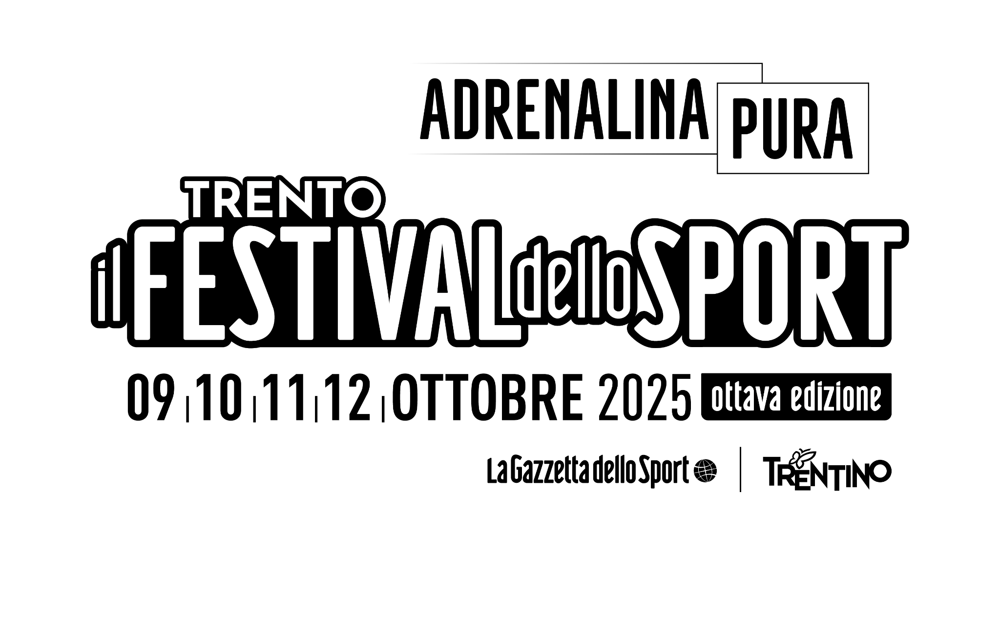 ADRENALINA PURA
TRENTO
il FESTIVAL dello SPORT
09 | 10 | 11 | 12 | OTTOBRE 2025 ottava edizione
La Gazzetta dello Sport | TRENTINO